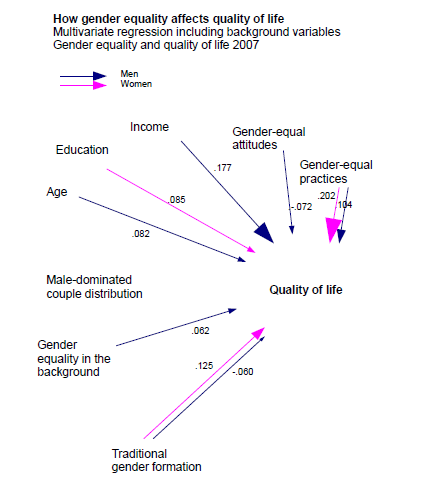 How gender equality affects quality of life
Multivariate regression including background variables
Gender equality and quality of life 2007
Men
Women
Income
Gender-equal
attitudes
Education
Gender-equal
practices
.177
Age
.085
-.072
.202
.104
.082
Male-dominated
couple distribution
Quality of life
.062
Gender
equality in the
background
.125
-.060
Traditional
gender formation